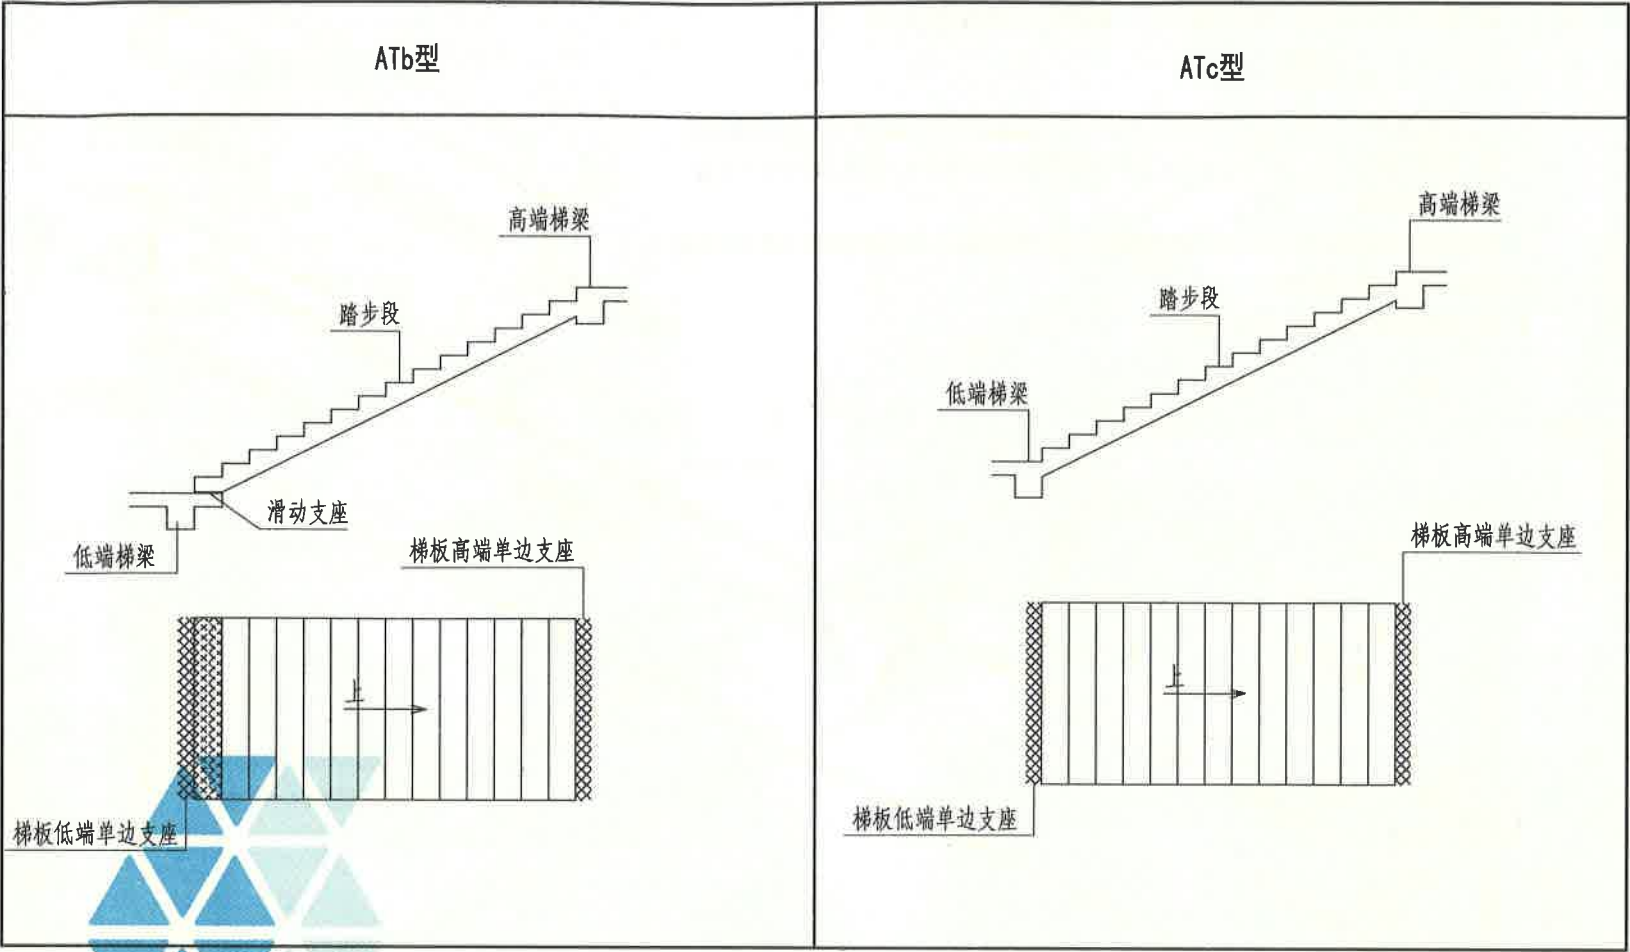 ATb型
ATc型
高端梯梁
踏步段
滑动支座
低端梯梁
梯板高端单边支座
上
梯板低端单边支座
高端梯梁
踏步段
低端梯梁
梯板高端单边支座
上
梯板低端单边支座